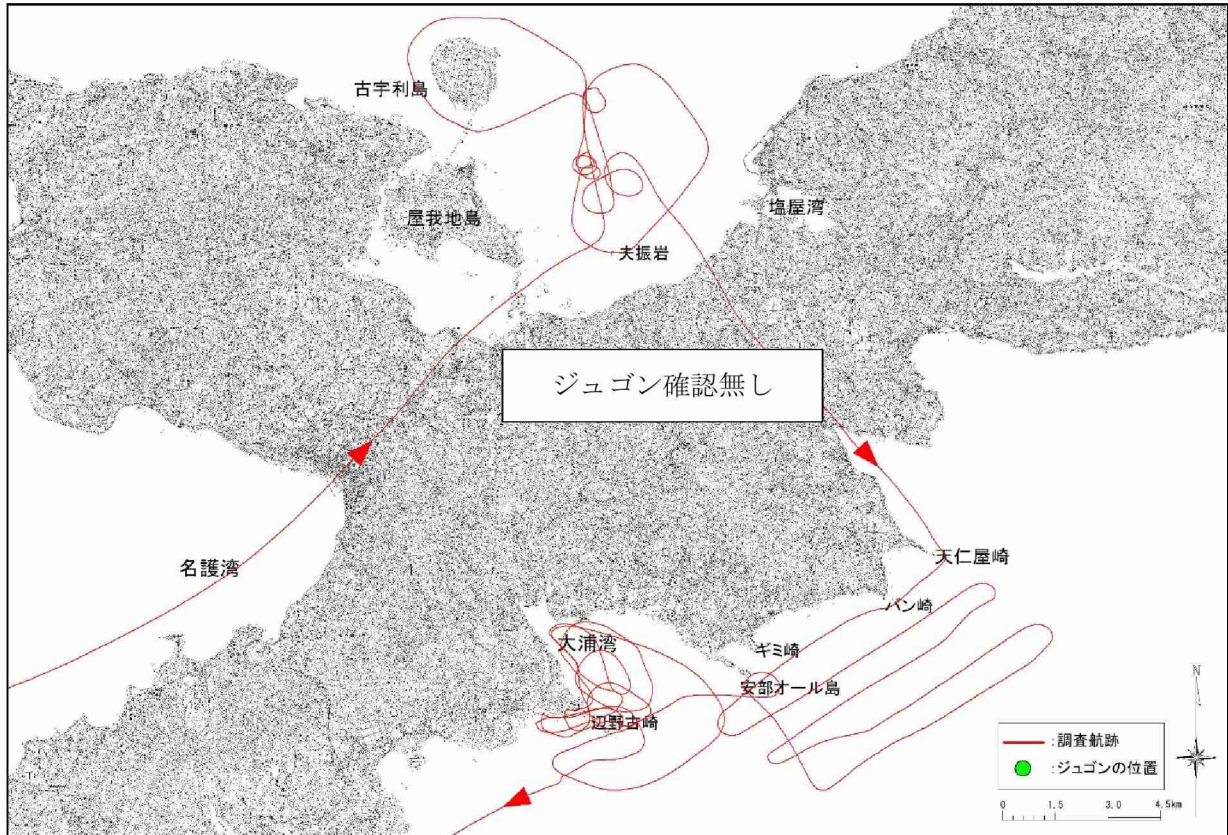 古宇利島
屋我地島
塩屋湾
夫振岩
ジュゴン確認無し
名護湾
天仁屋崎
バン崎
大浦湾
ギミ崎
安部オール島
辺野古崎
N
:調査航跡
:ジュゴンの位置
0 1.5 3.0 4.5km